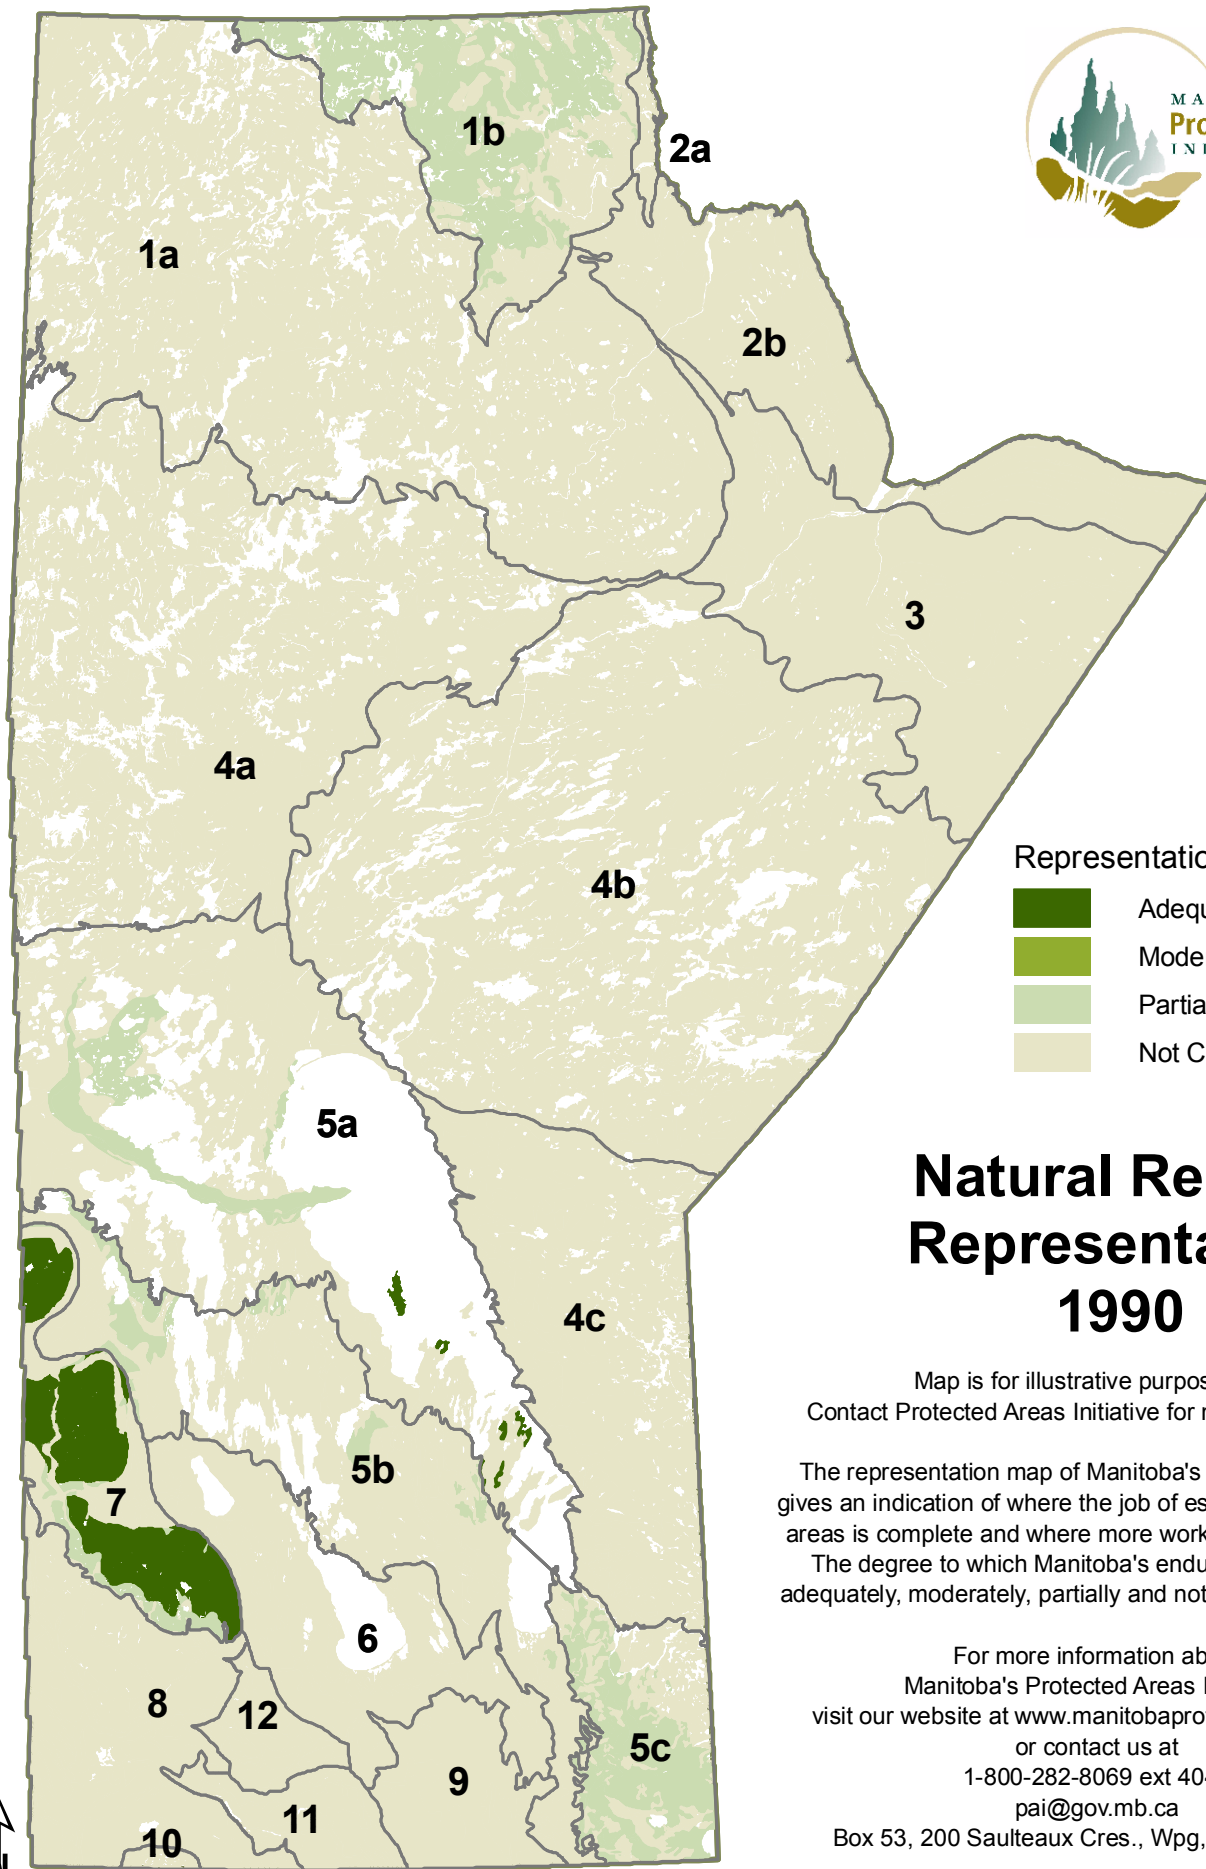 MA
Pro
INI
1b
2a
1a
2b
3
4a
4b
Representatio
Adequ
Mode
Partia
Not C
5a
Natural Re
Representa
1990
4c
Map is for illustrative purpos
Contact Protected Areas Initiative for r
5b
The representation map of Manitoba's
gives an indication of where the job of es
areas is complete and where more work
The degree to which Manitoba's endu
adequately, moderately, partially and not
7
6
For more information ab
Manitoba's Protected Areas I
visit our website at www.manitobapro
or contact us at
1-800-282-8069 ext 404
pai@gov.mb.ca
Box 53, 200 Saulteaux Cres., Wpg,
8
12
5c
9
11
10
N